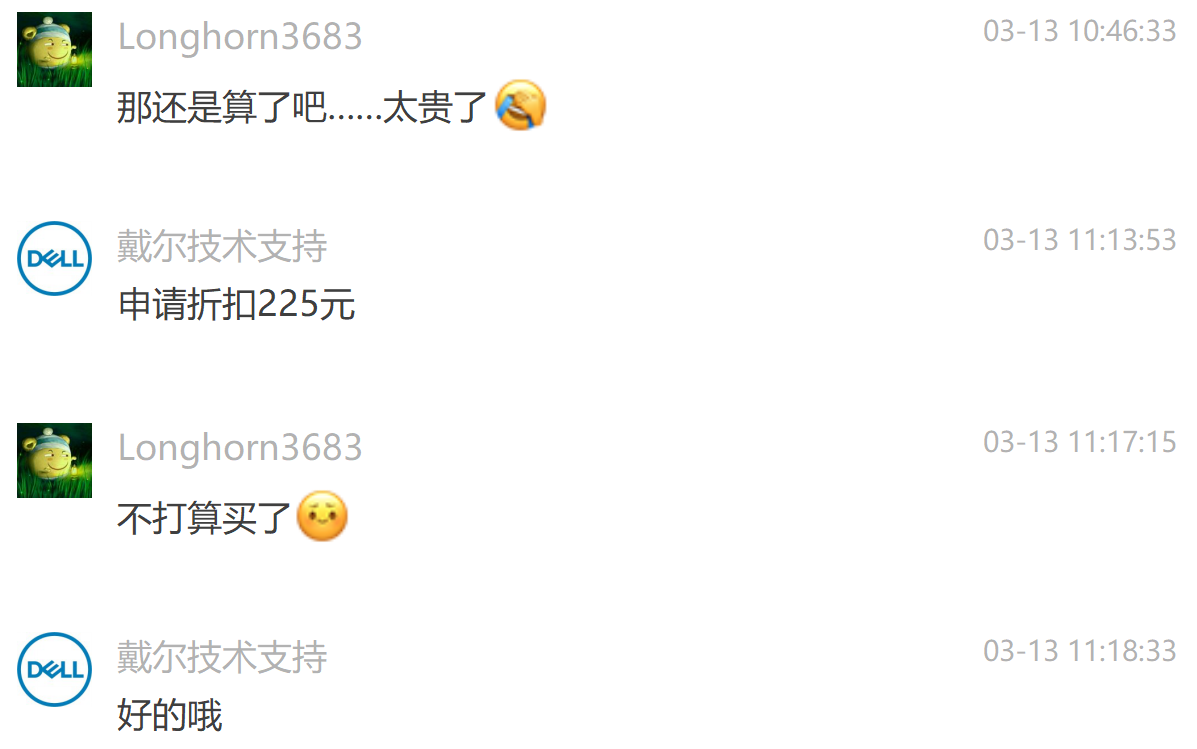 Longhorn3683 03-13 10:46:33
那还是算了吧……太贵了🤣
DELL 戴尔技术支持 03-13 11:13:53
申请折扣225元
Longhorn3683 03-13 11:17:15
不打算买了☺️
DELL 戴尔技术支持 03-13 11:18:33
好的哦